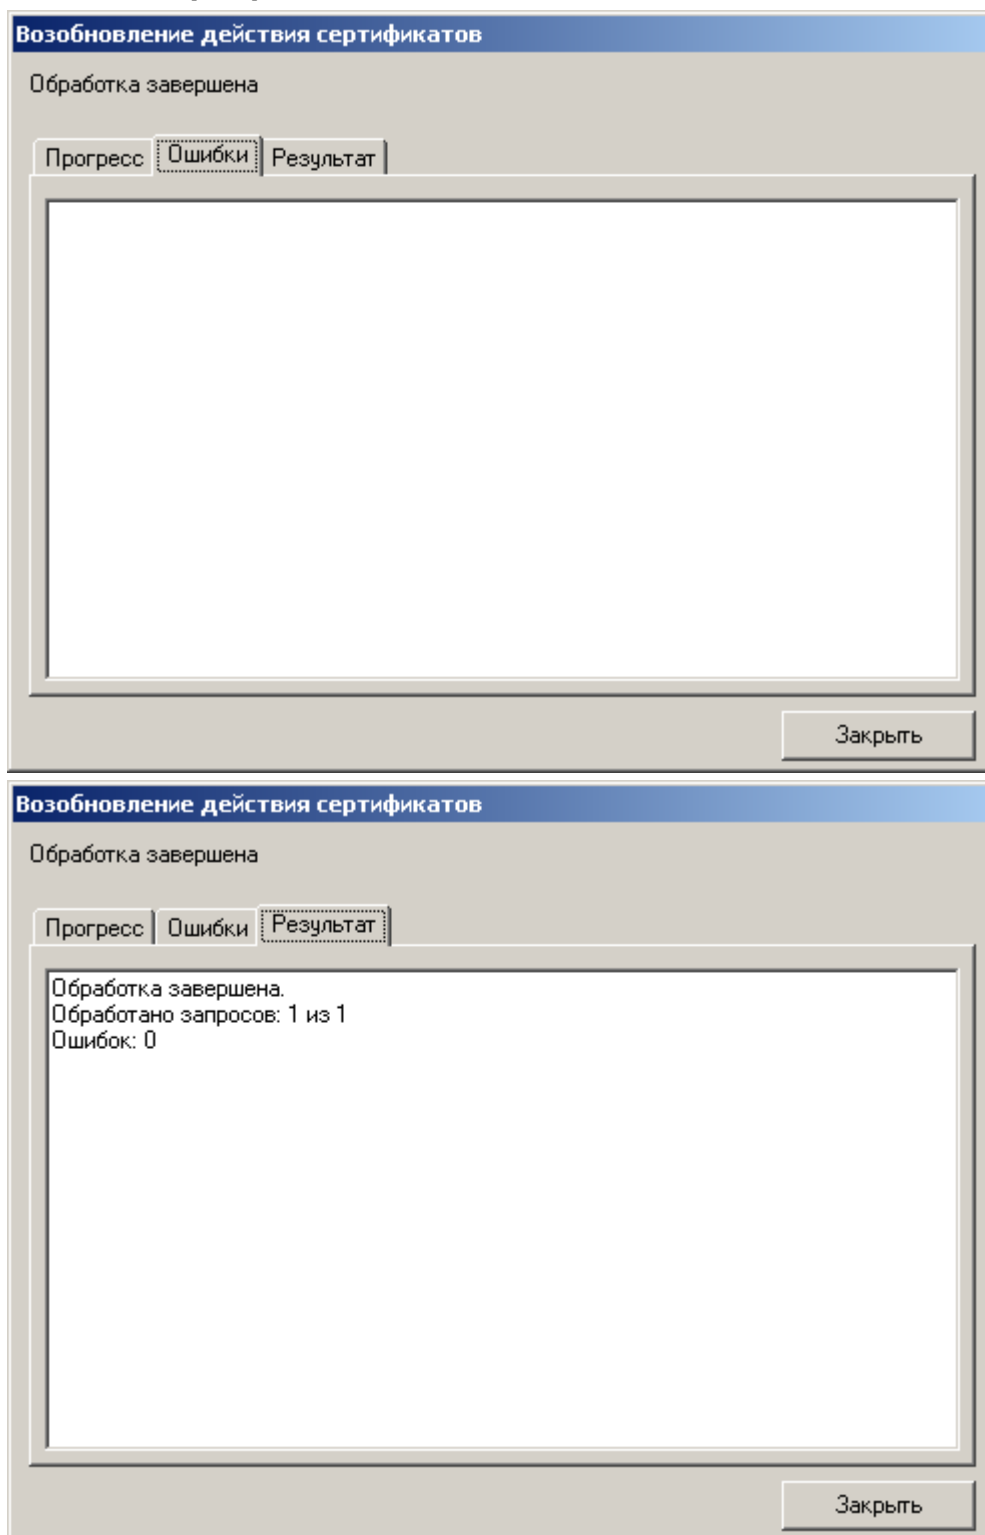 Возобновление действия сертификатов
Обработка завершена
Прогресс Ошибки Результат
Закрыть
Возобновление действия сертификатов
Обработка завершена
Прогресс Ошибки Результат
Обработка завершена.
Обработано запросов: 1 из 1
Ошибок: 0
Закрыть